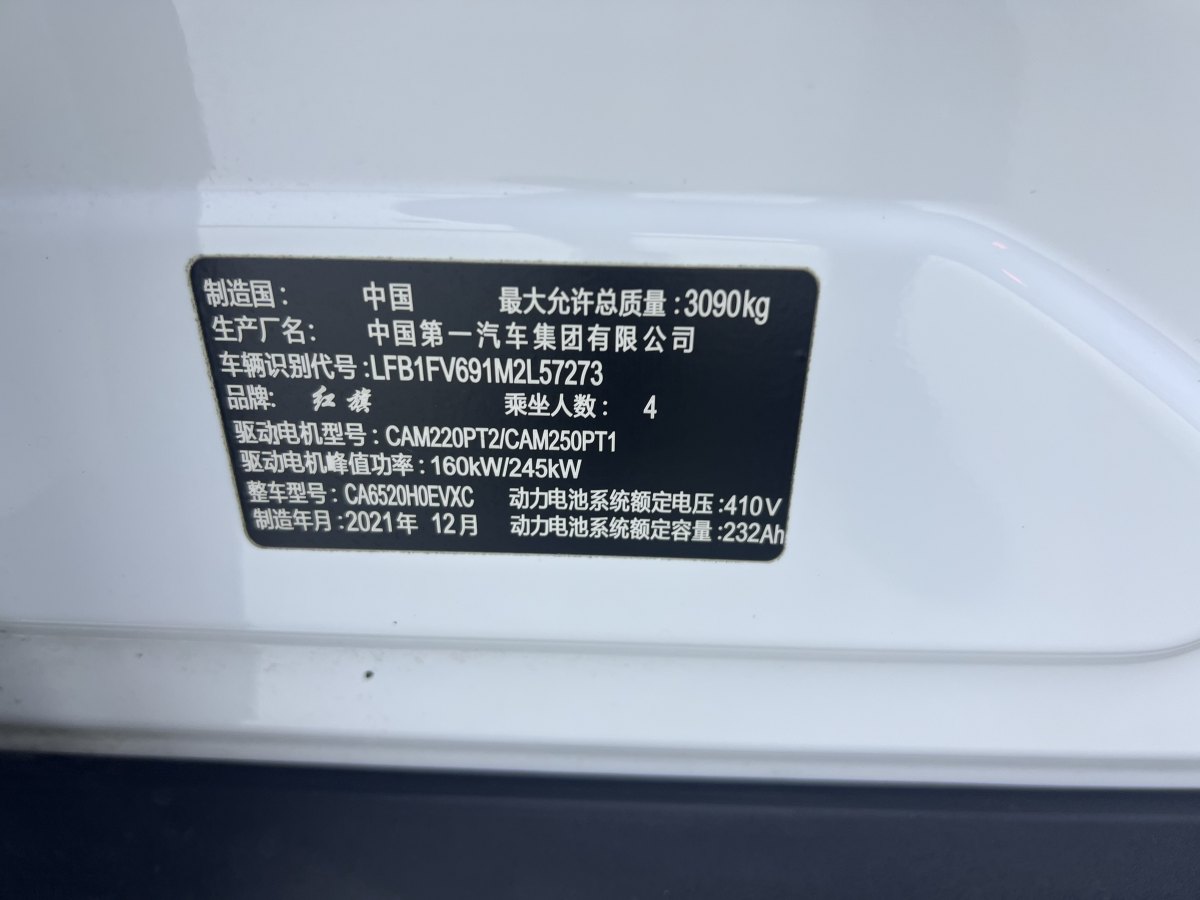 制造国： 中国 最大允许总质量：3090kg
生产厂名： 中国第一汽车集团有限公司
车辆识别代号：LFB1FV691M2L57273
品牌： 红旗 乘坐人数： 4
驱动电机型号：CAM220PT2/CAM250PT1
驱动电机峰值功率：160kW/245kW
整车型号：CA6520H0EVXC 动力电池系统额定电压：410V
制造年月：2021年 12月 动力电池系统额定容量：232Ah